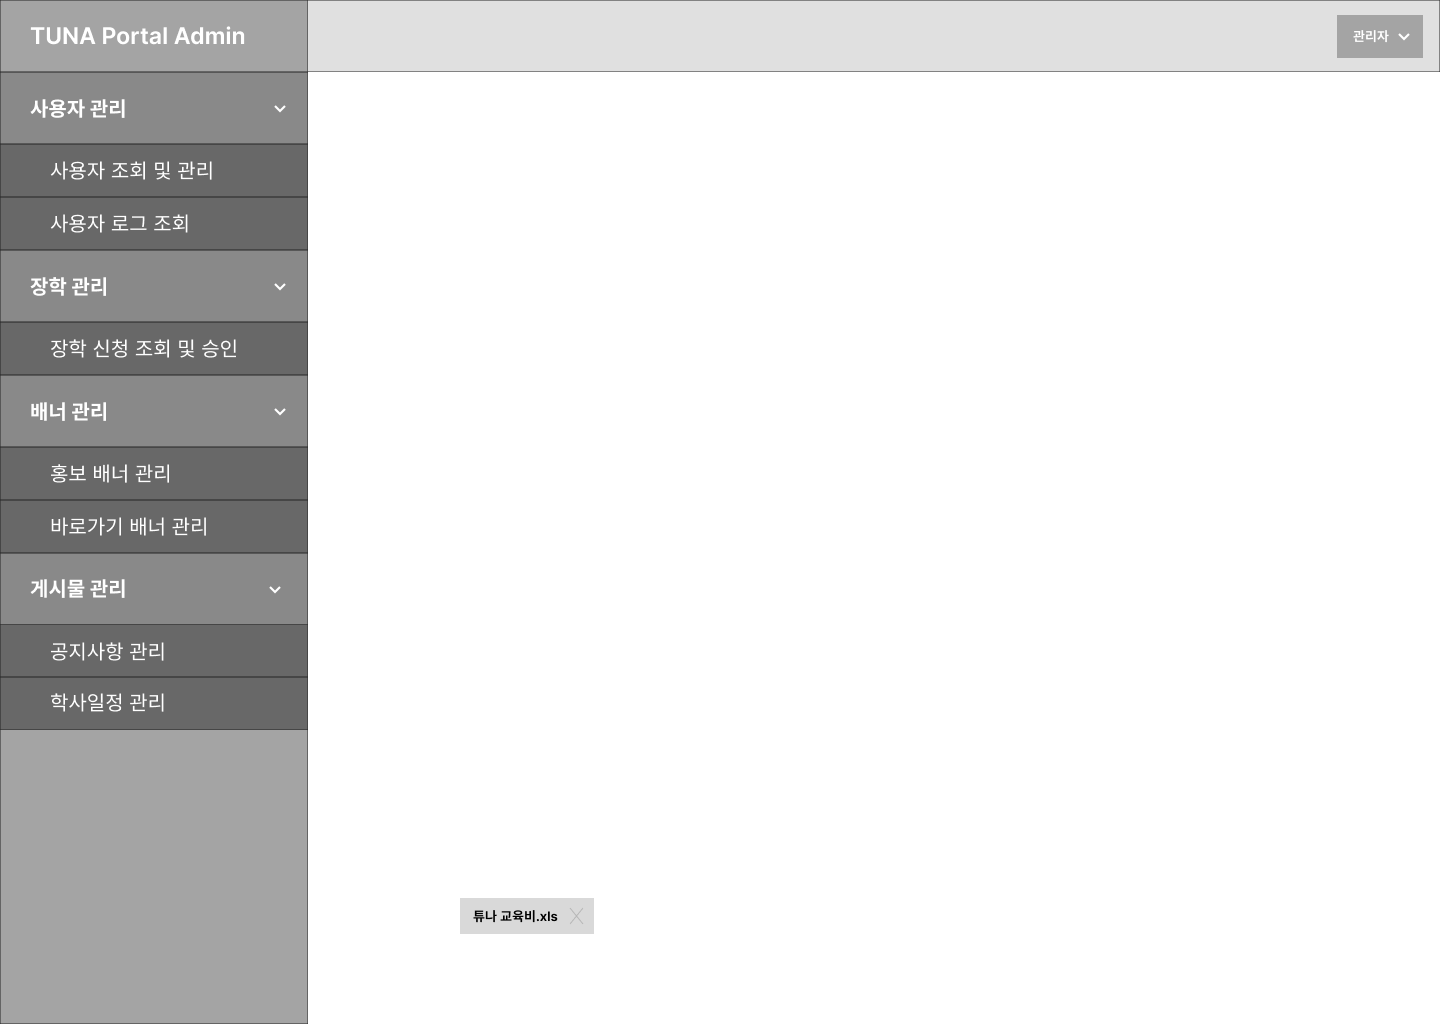 TUNA Portal Admin
관리자
사용자 관리
사용자 조회 및 관리
사용자 로그 조회
장학 관리
장학 신청 조회 및 승인
배너 관리
홍보 배너 관리
바로가기 배너 관리
게시물 관리
공지사항 관리
학사일정 관리
튜나 교육비.xls